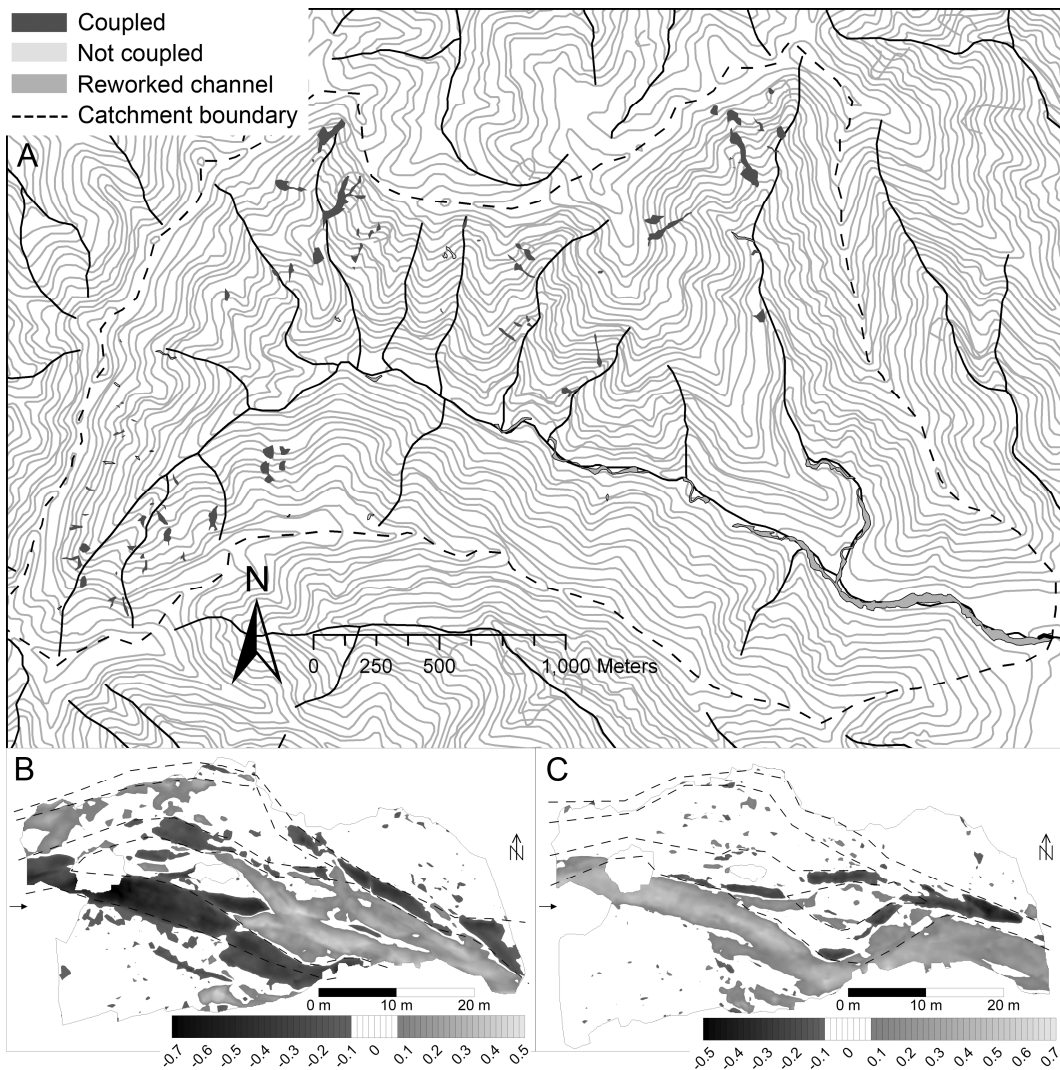 Coupled
Not coupled
Reworked channel
Catchment boundary
A
N
0 250 500 1,000 Meters
B
C
N
N
0 m 10 m 20 m
0 m 10 m 20 m
-0.7 -0.5 -0.4 -0.3 -0.2 -0.1 0 0.1 0.2 0.3 0.4 0.5
-0.5 -0.4 -0.3 -0.2 -0.1 0 0.1 0.2 0.3 0.4 0.5 0.6 0.7